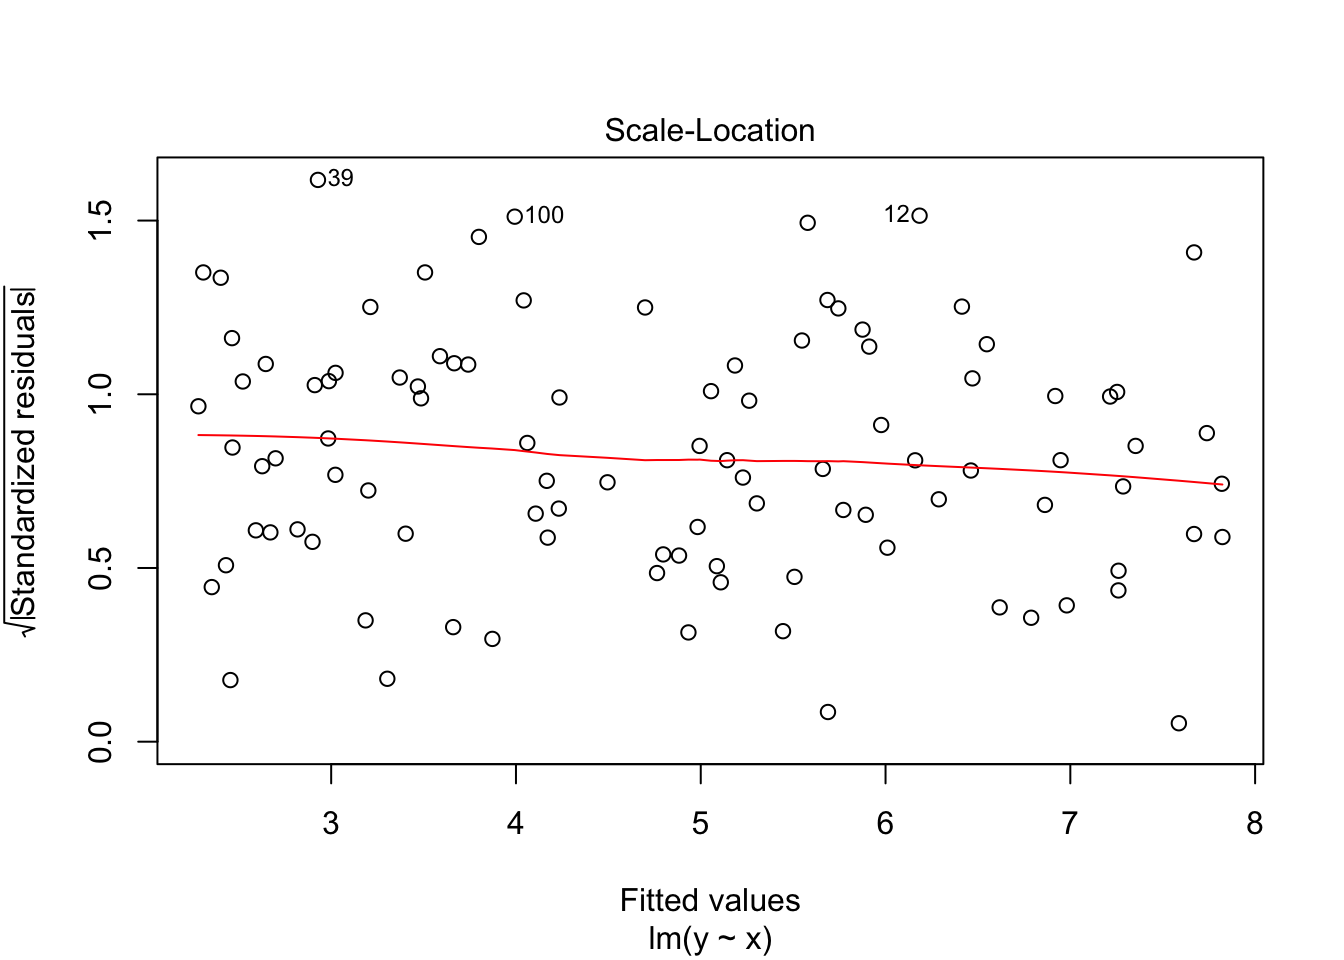 Scale-Location
√|Standardized residuals|
1.5
1.0
0.5
0.0
39
100
12
3 4 5 6 7 8
Fitted values
lm(y ~ x)